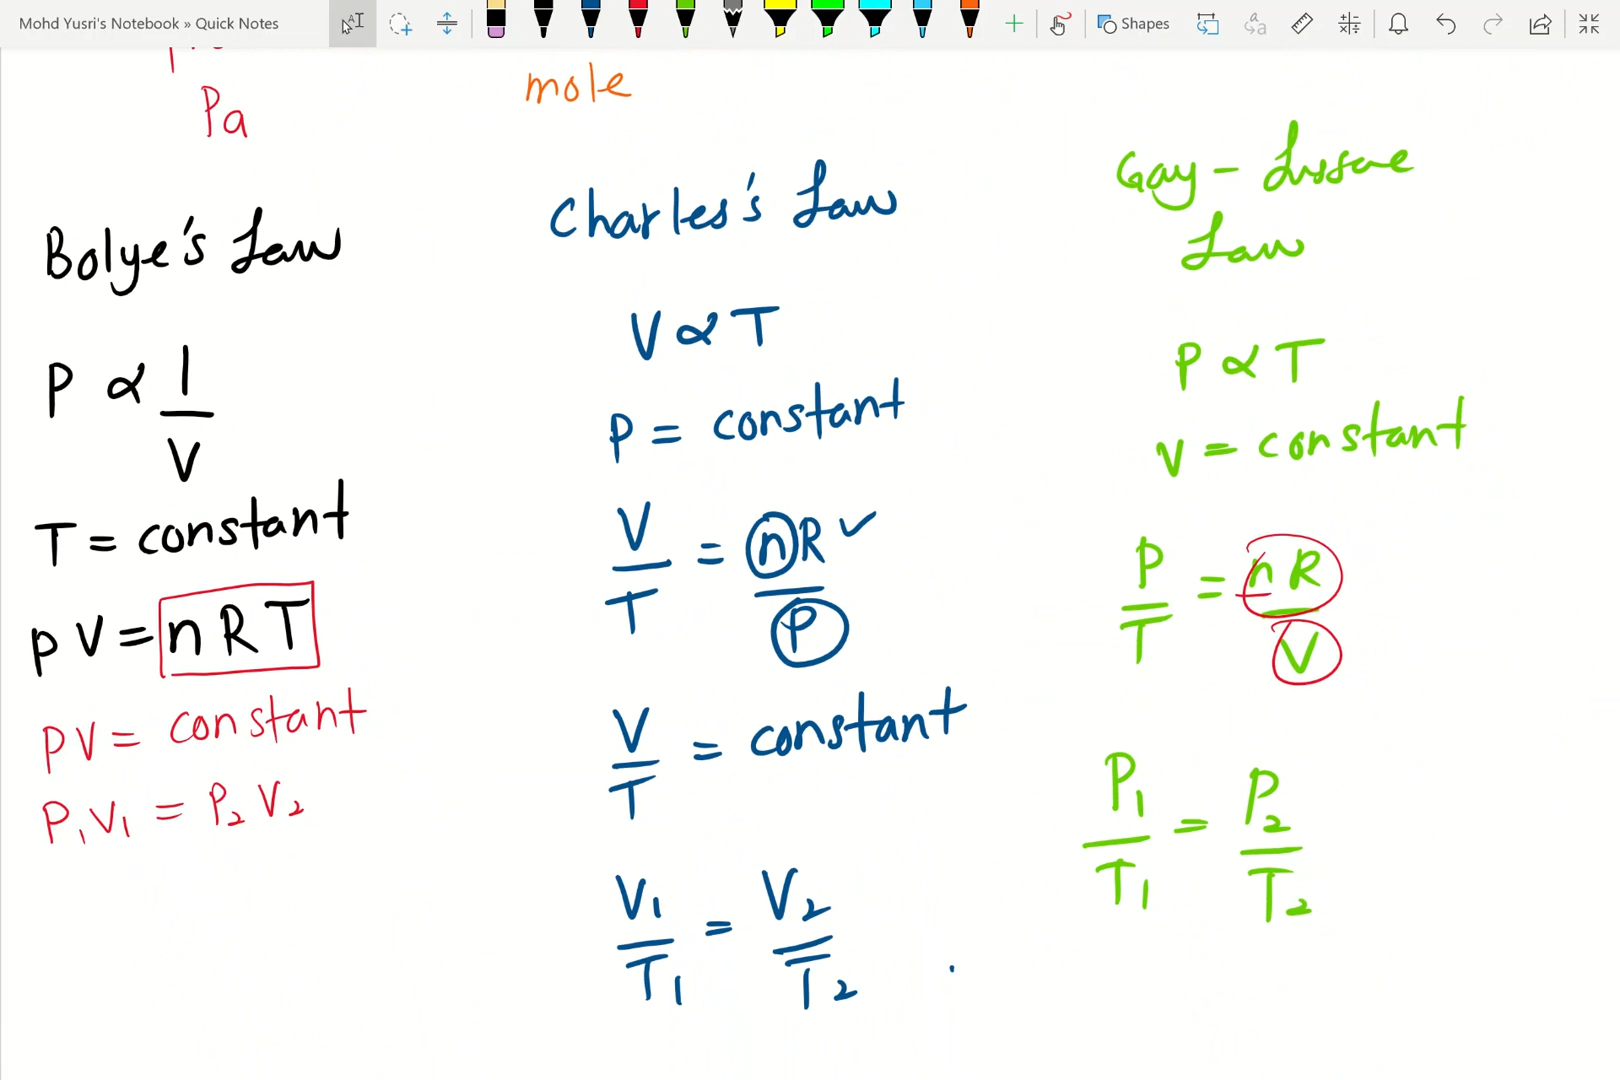 Mohd Yusri's Notebook » Quick Notes
Shapes
Pa
mole
Bolye's Law
P ∝ 1/V
T = constant
PV = nRT
PV = constant
P₁V₁ = P₂V₂
Charles's Law
V ∝ T
P = constant
V/T = nR/P ✓
V/T = constant
V₁/T₁ = V₂/T₂
Gay - Lussac
Law
P ∝ T
V = constant
P/T = nR/V
P₁/T₁ = P₂/T₂